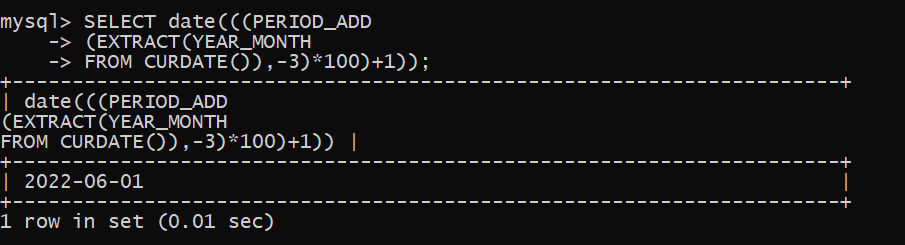 mysql> SELECT date(((PERIOD_ADD
    -> (EXTRACT(YEAR_MONTH
    -> FROM CURDATE()),-3)*100)+1));
+----------------------------------------------------------------------+
| date(((PERIOD_ADD
(EXTRACT(YEAR_MONTH
FROM CURDATE()),-3)*100)+1)) |
+----------------------------------------------------------------------+
| 2022-06-01                                                           |
+----------------------------------------------------------------------+
1 row in set (0.01 sec)